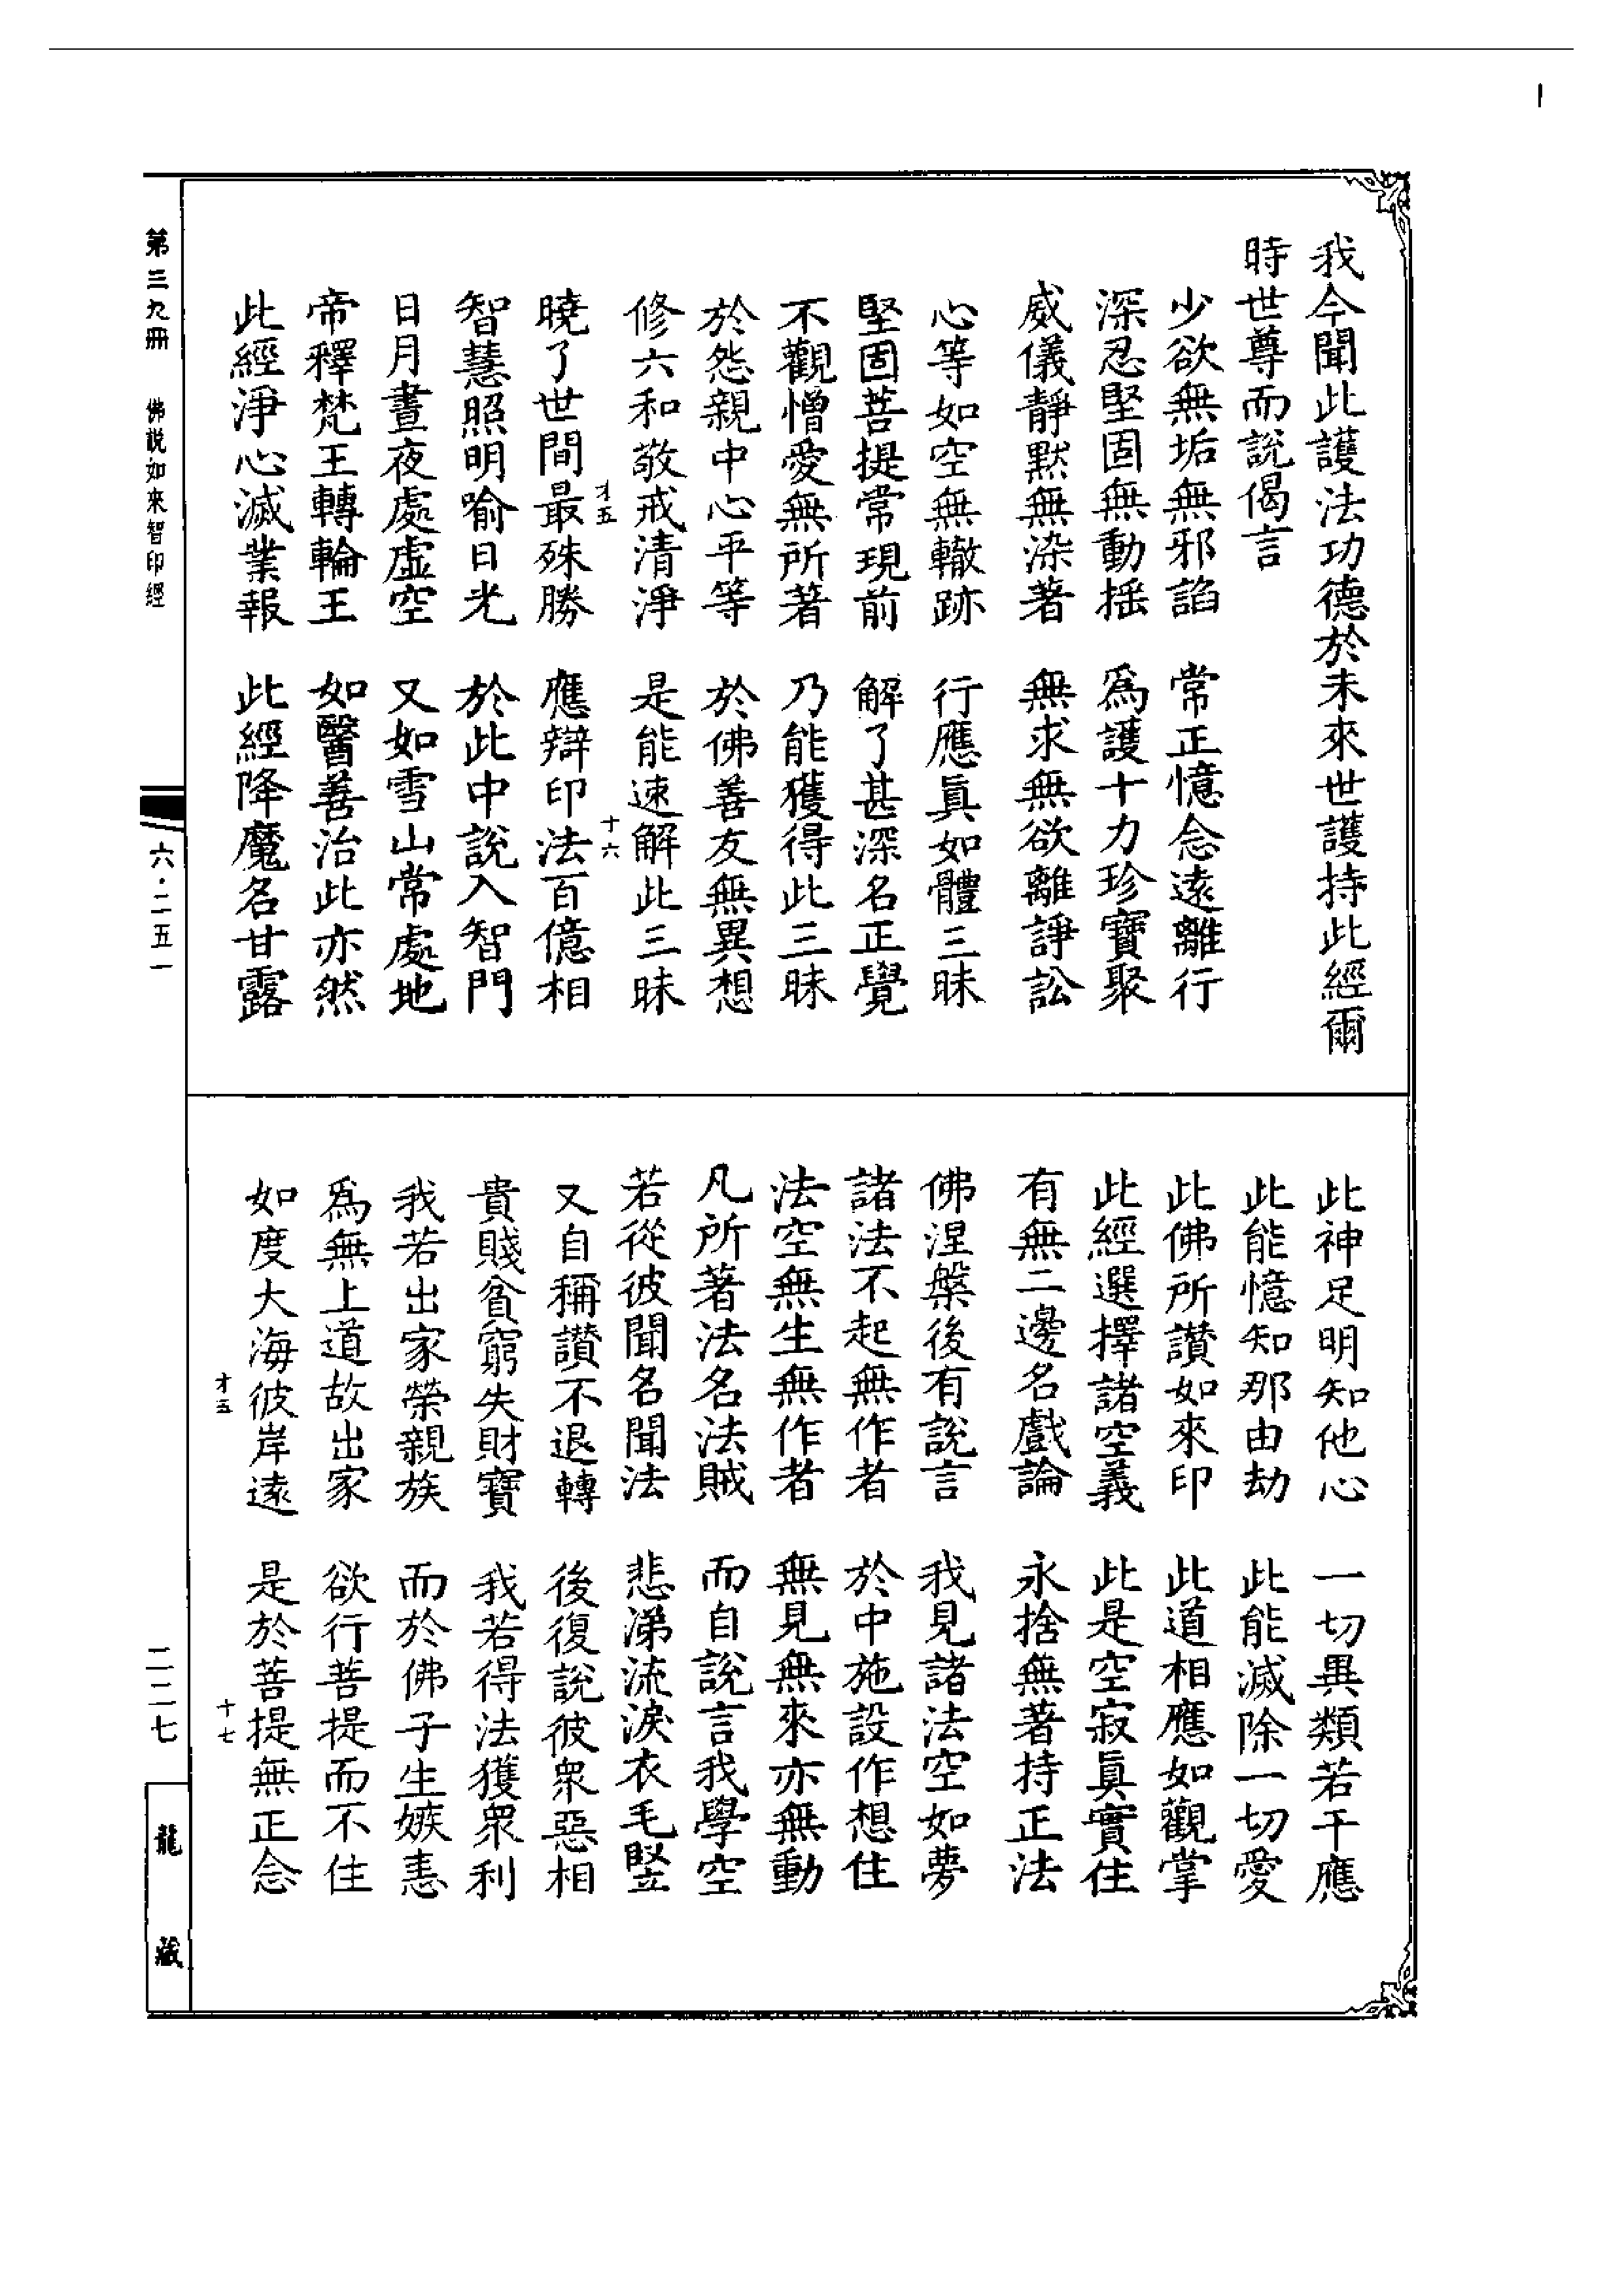 我今聞此護法功德於未來世護持此經爾
時世尊而說偈言
少欲無垢無邪諂　常正憶念遠離行
深忍堅固無動揺　爲護十力珍寶聚
威儀靜默無染著　無求無欲離諍訟
心等如空無轍跡　行應眞如體三昧
堅固菩提常現前　解了甚深名正覺
不觀憎愛無所著　乃能獲得此三昧
於怨親中心平等　於佛善友無異想
修六和敬戒清淨　是能速解此三昧
才五　十六
曉了世間最殊勝　應辯印法百億相
智慧照明喻日光　於此中說入智門
日月晝夜處虛空　又如雪山常處地
帝釋梵王轉輪王　如醫善治此亦然
此經淨心滅業報　此經降魔名甘露
此神足明知他心　一切異類若干應
此能憶知那由劫　此能滅除一切愛
此佛所讚如來印　此道相應如觀掌
此經選擇諸空義　此是空寂眞實住
有無二邊名戲論　永捨無著持正法
佛涅槃後有說言　我見諸法空如夢
諸法不起無作者　於中施設作想住
法空無生無作者　無見無來亦無動
凡所著法名法賊　而自說言我學空
若從彼聞名聞法　悲涕流淚衣毛堅
又自稱讚不退轉　後復說彼衆惡相
貴賤貧窮失財寶　我若得法獲衆利
我若出家榮親族　而於佛子生嫉恚
爲無上道故出家　欲行菩提而不住
如度大海彼岸遠　是於菩提無正念
才五　十七
第三九冊　佛說如來智印經
六·二五一
二二七
龍藏